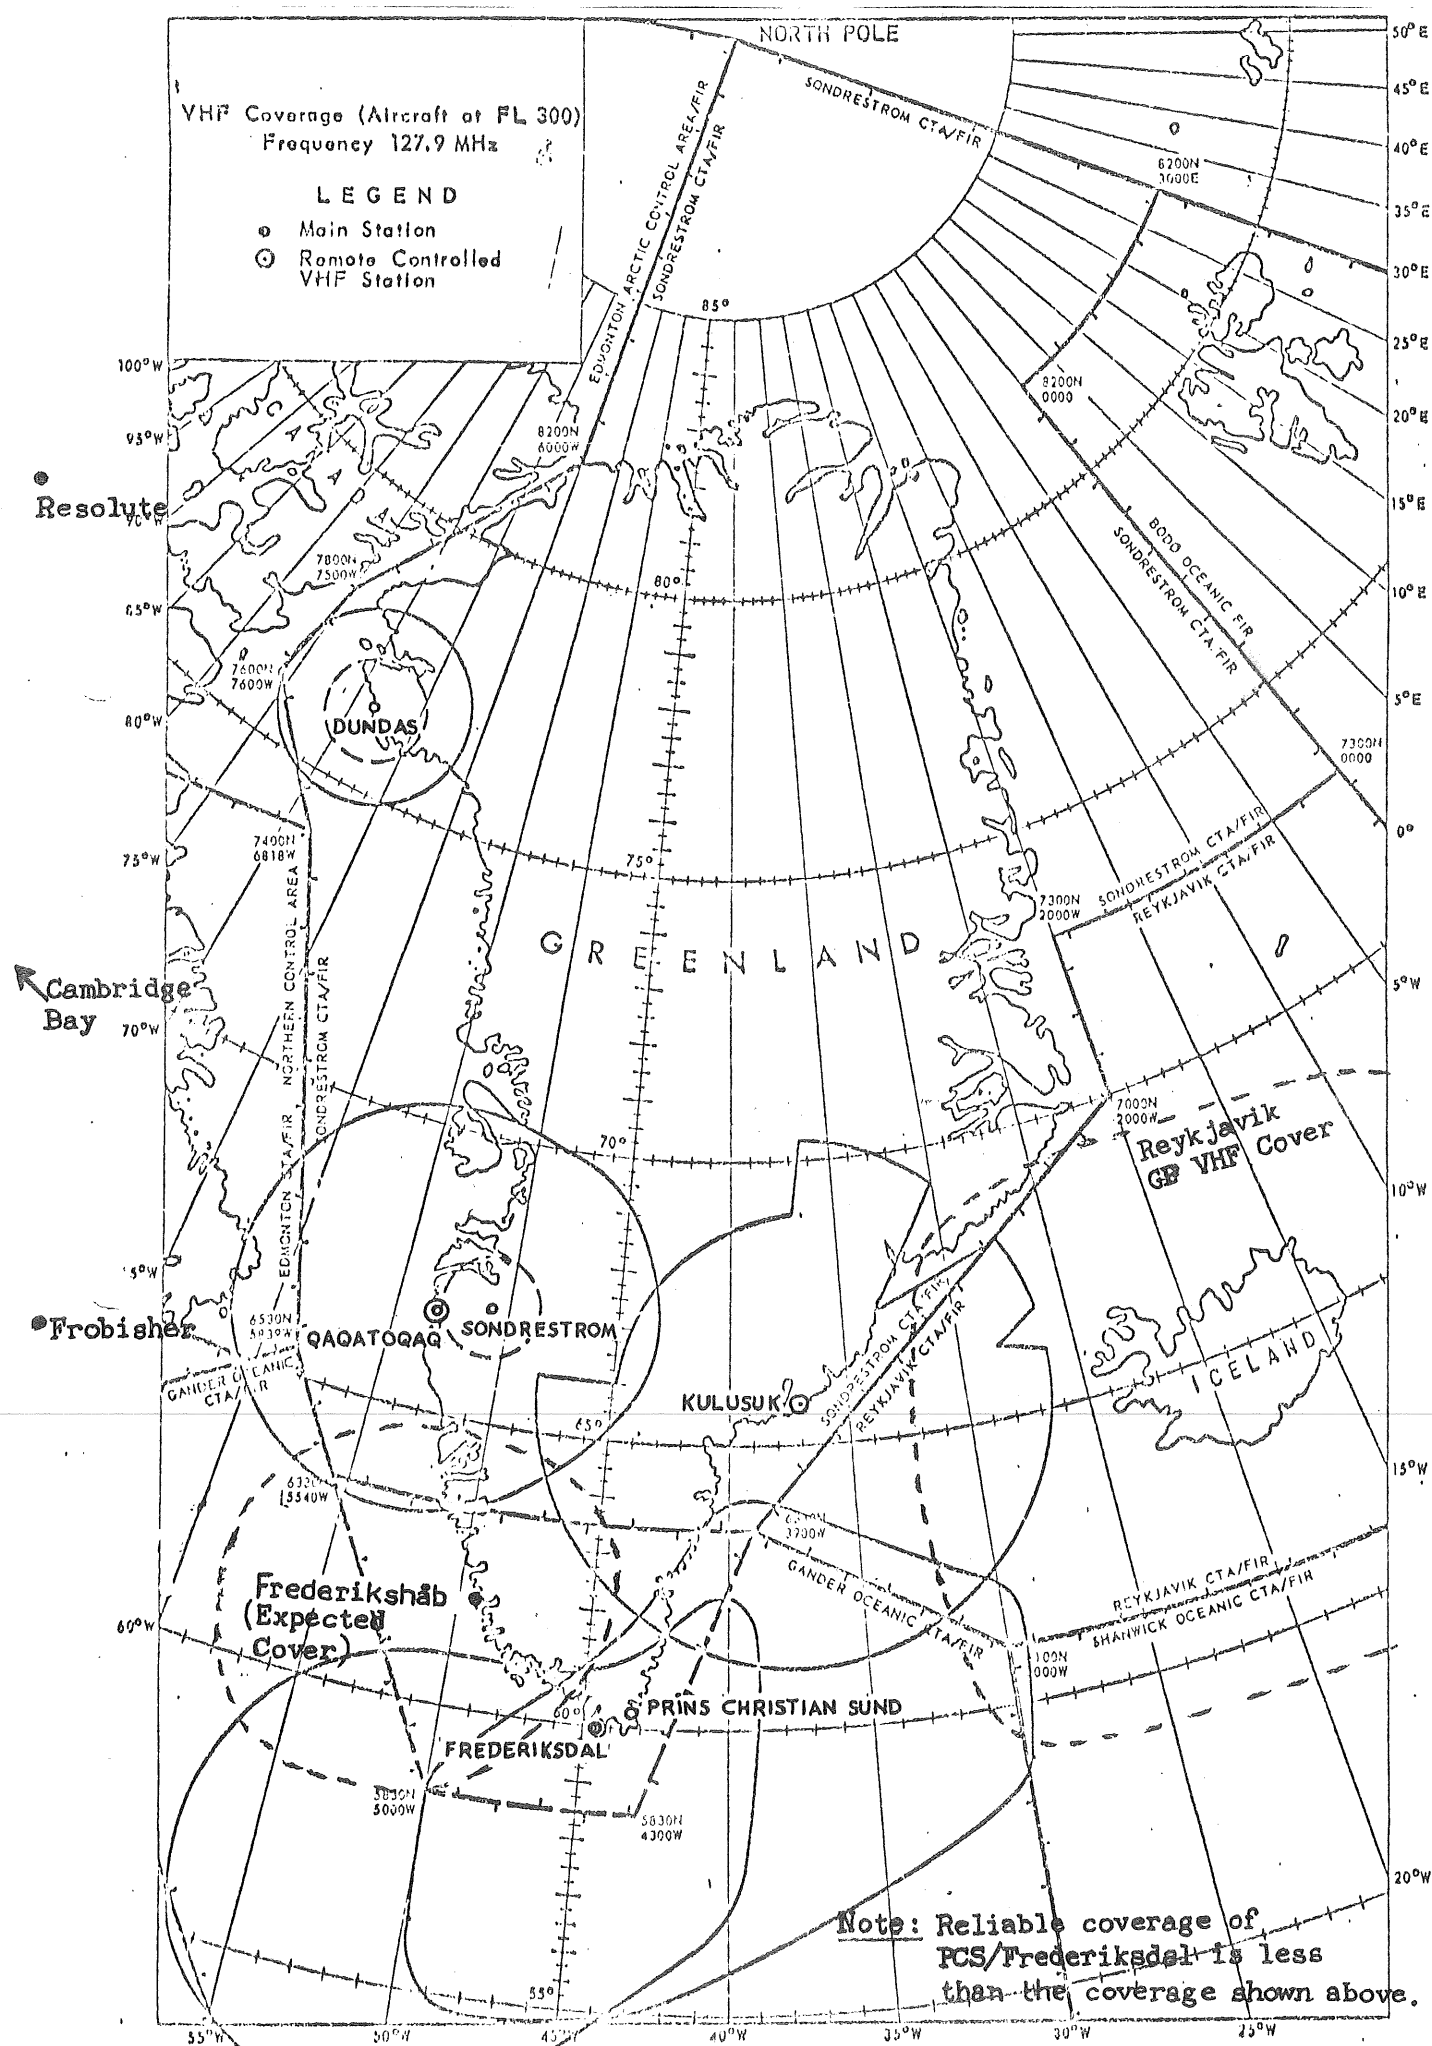 NORTH POLE
VHF Coverage (Aircraft at FL 300)
Frequency 127.9 MHz
LEGEND
Main Station
Remote Controlled
VHF Station
EDMONTON ARCTIC CONTROL AREA/FIR
SONDRESTROM CTA/FIR
SONDRESTROM CTA/FIR
50°E
45°E
40°E
35°E
30°E
25°E
20°E
15°E
10°E
5°E
0°
5°W
10°W
15°W
20°W
85°
8200N
0000
100°W
95°W
8200N
6000W
CANADA
Resolute
7800N
7500W
80°
BODO OCEANIC FIR
SONDRESTROM CTA/FIR
85°W
7600N
7600W
80°W
DUNDAS
7300N
0000
7400N
6818W
75°W
75°
SONDRESTROM CTA/FIR
REYKJAVIK CTA/FIR
7300N
2000W
GREENLAND
Cambridge
Bay
70°W
EDMONTON CTA/FIR NORTHERN CONTROL AREA
SONDRESTROM CTA/FIR
70°
7000N
2000W
Reykjavik
GP VHF Cover
Frobisher
6530N
5839W
QAQATOQAQ
SONDRESTROM
GANDER OCEANIC
CTA/FIR
ICELAND
KULUSUK
SONDRESTROM CTA/FIR
REYKJAVIK CTA/FIR
65°
5540W
3900W
GANDER OCEANIC CTA/FIR
REYKJAVIK CTA/FIR
SHANWICK OCEANIC CTA/FIR
Frederikshåb
(Expected
Cover)
60°W
60°
PRINS CHRISTIAN SUND
FREDERIKSDAL
5830N
5000W
5830N
4300W
Note: Reliable coverage of
PCS/Frederiksdal is less
than the coverage shown above.
55°
55°W
50°W
45°W
40°W
35°W
30°W
25°W